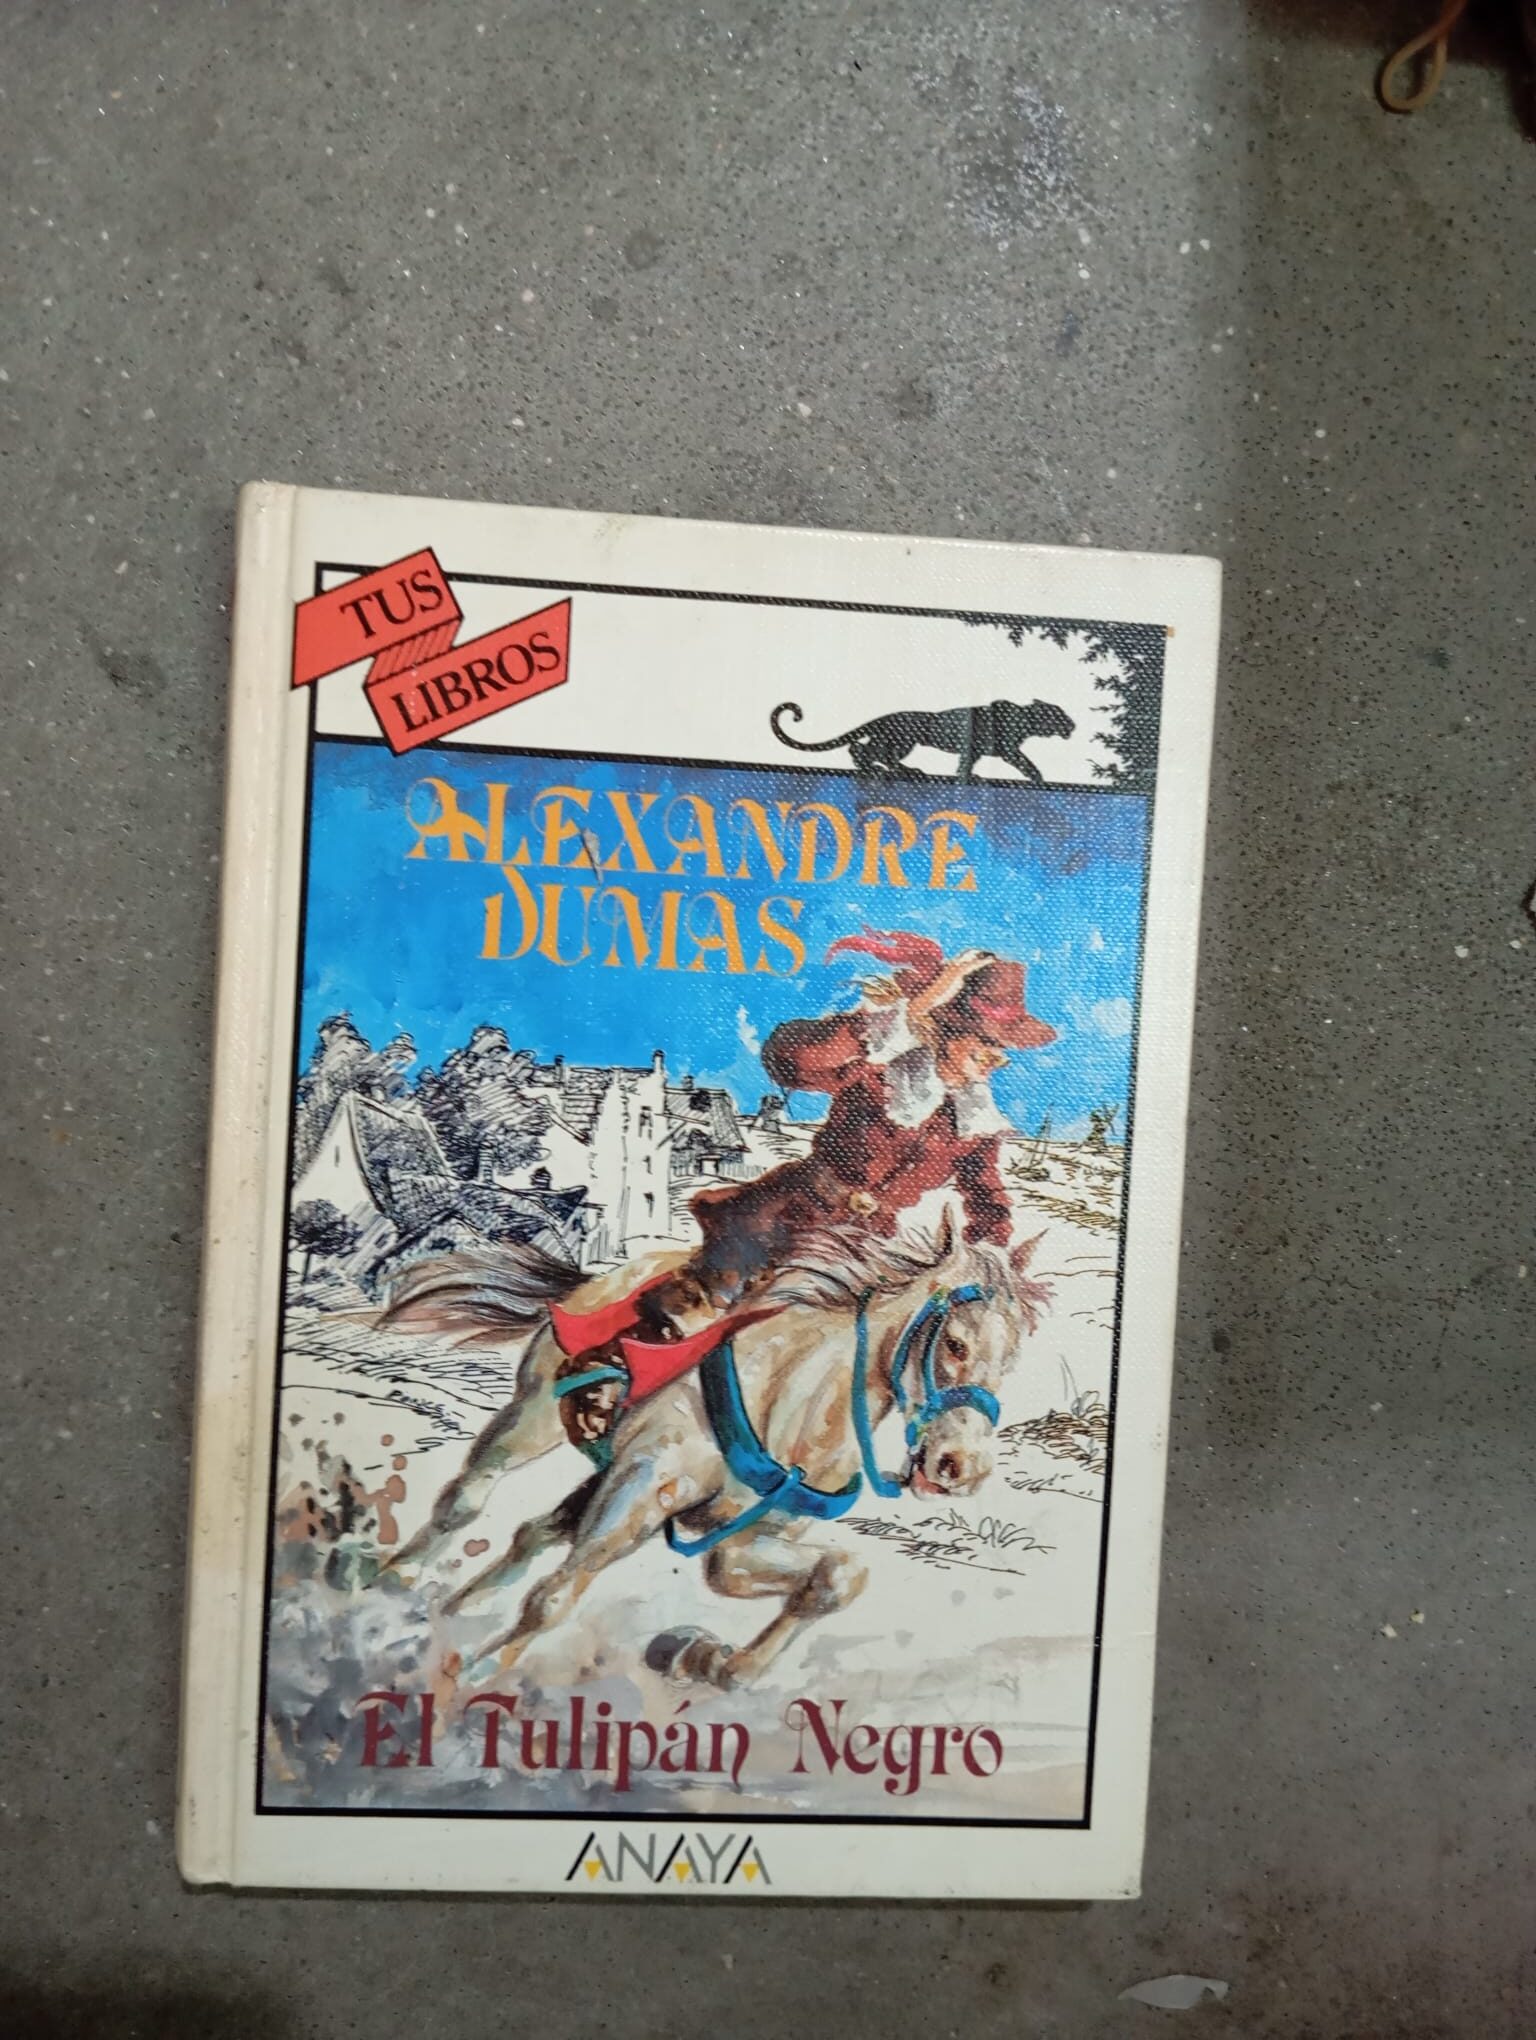 TUS
LIBROS
ALEXANDRE
DUMAS
El Tulipán Negro
ANAYA